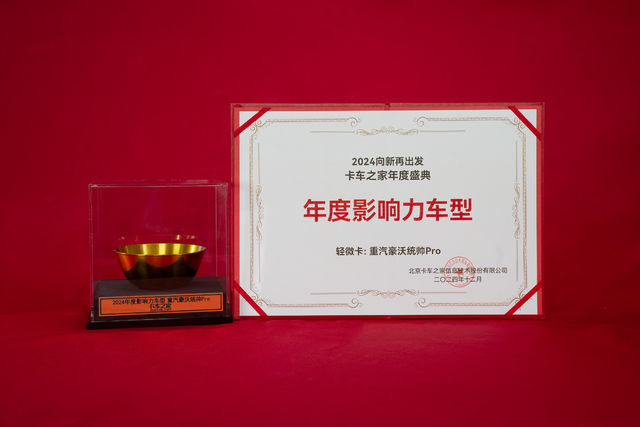 2024向新再出发
卡车之家年度盛典
年度影响力车型
轻微卡: 重汽豪沃统帅Pro
北京卡车之家信息技术股份有限公司
二〇二四年十二月
2024年度影响力车型 重汽豪沃统帅Pro
卡车之家